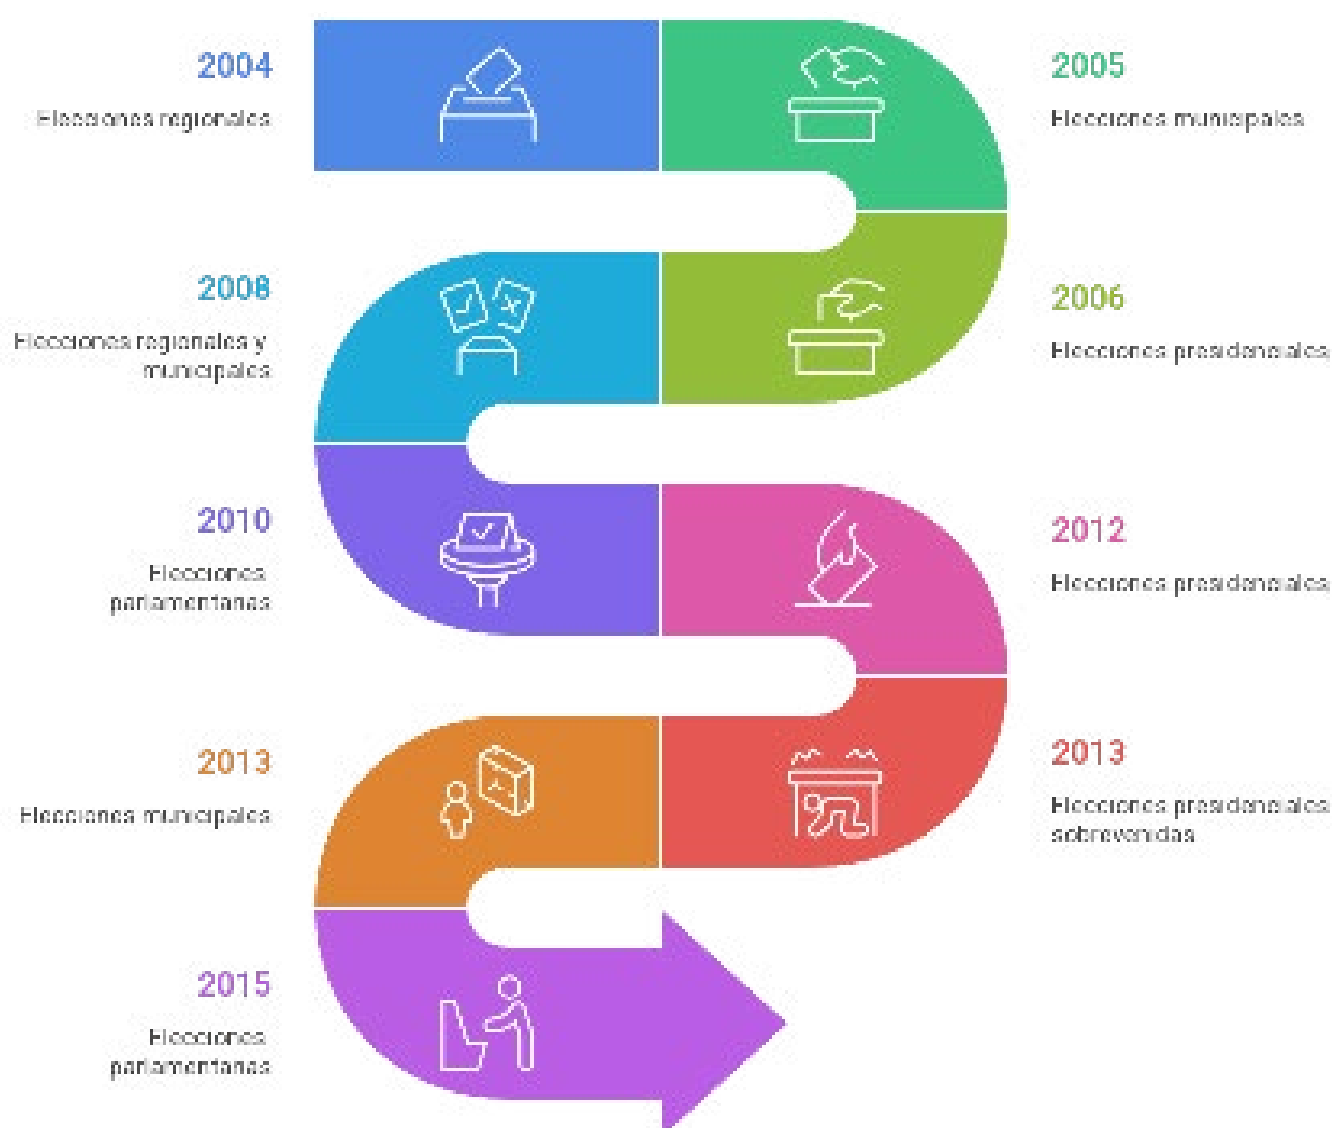 2004
Elecciones regionales
2005
Elecciones municipales
2006
Elecciones presidenciales
2008
Elecciones regionales y
municipales
2010
Elecciones
parlamentarias
2012
Elecciones presidenciales
2013
Elecciones presidenciales
sobrevenidas
2013
Elecciones municipales
2015
Elecciones
parlamentarias